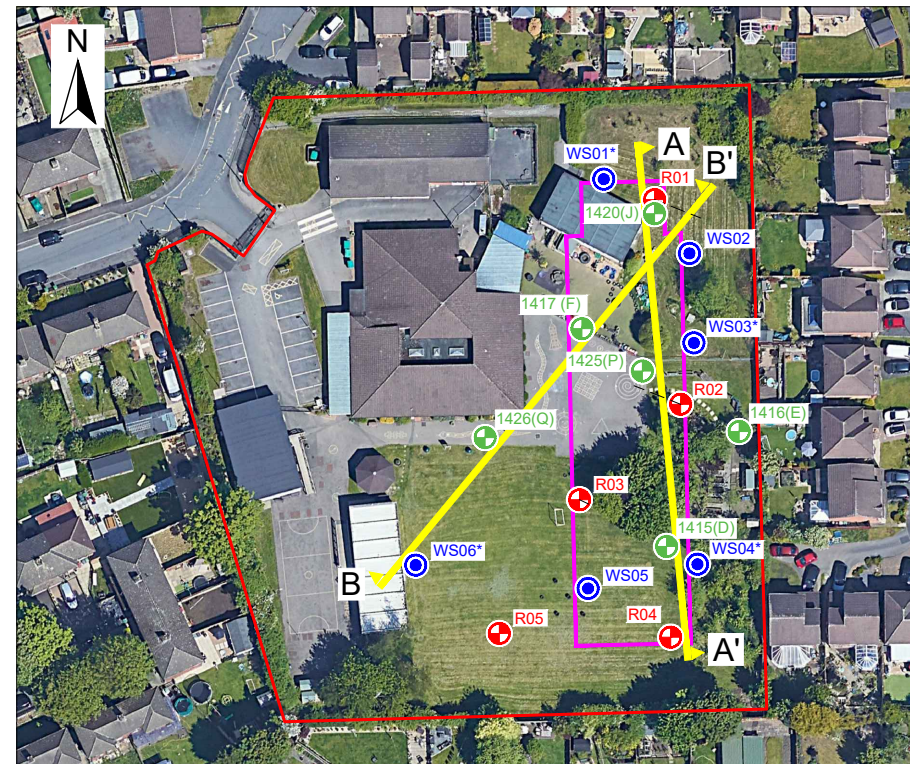 N
A
WS01*
B'
R01
1420(J)
WS02
1417 (F)
WS03*
1425(P)
R02
1416(E)
1426(Q)
R03
1415(D)
WS04*
WS06*
B
WS05
R05
R04
A'